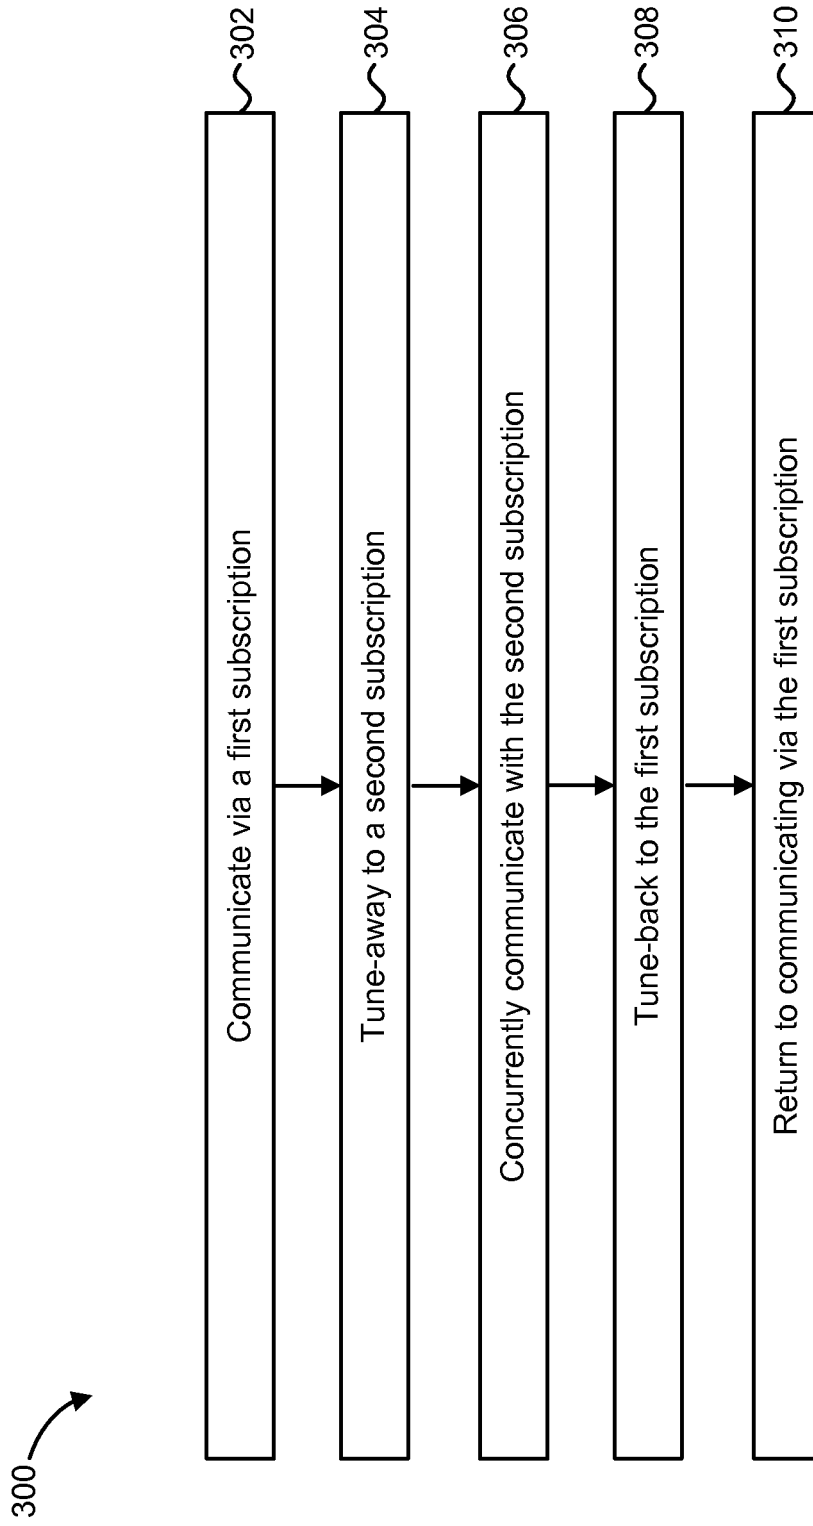 300
Communicate via a first subscription
302
Tune-away to a second subscription
304
Concurrently communicate with the second subscription
306
Tune-back to the first subscription
308
Return to communicating via the first subscription
310